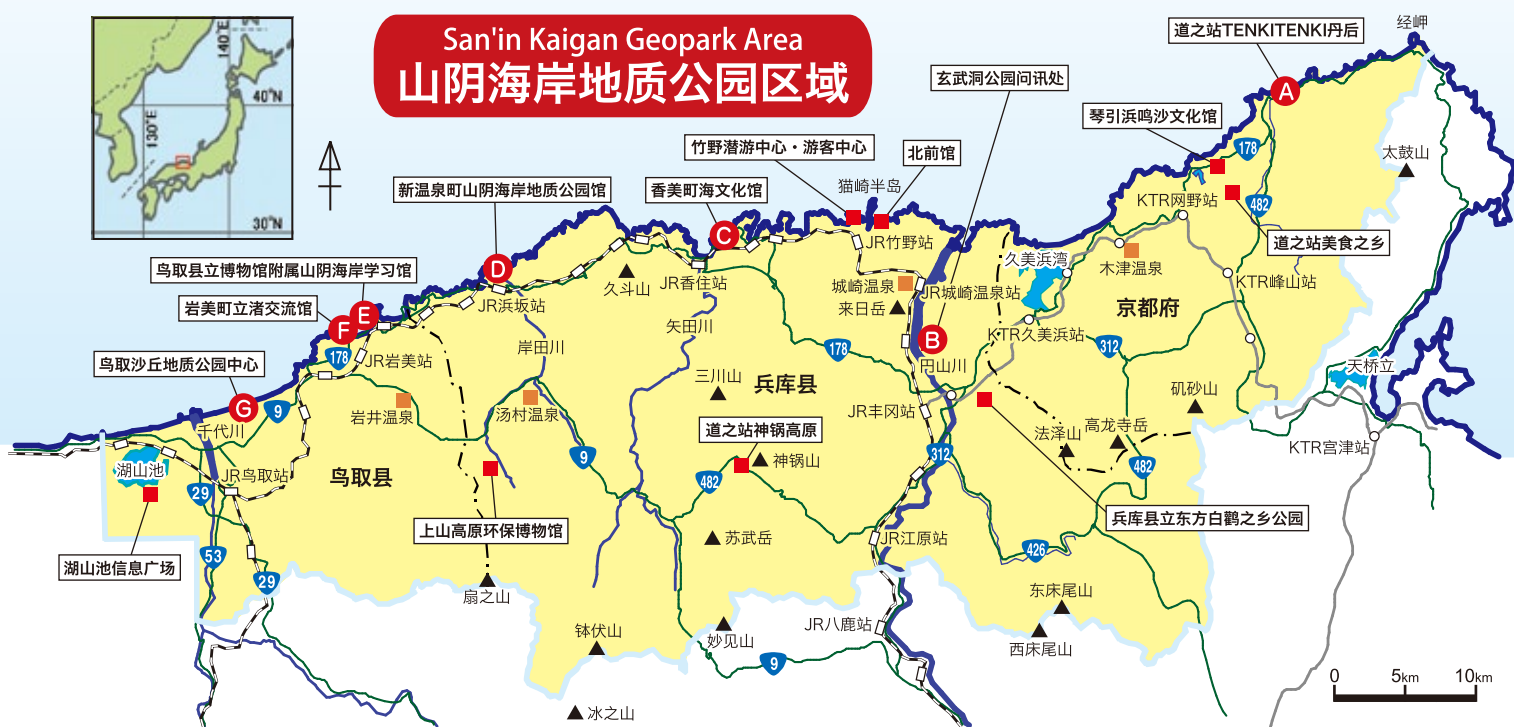 San'in Kaigan Geopark Area
山阴海岸地质公园区域
140°E
130°E
40°N
30°N
经岬
道之站TENKITENKI丹后
A
玄武洞公园问讯处
琴引浜鸣沙文化馆
178
太鼓山
竹野潜游中心・游客中心
北前馆
猫崎半岛
新温泉町山阴海岸地质公园馆
香美町海文化馆
KTR网野站
482
C
JR竹野站
道之站美食之乡
鸟取县立博物馆附属山阴海岸学习馆
D
久美浜湾
木津温泉
久斗山
JR香住站
城崎温泉
JR城崎温泉站
KTR峰山站
岩美町立渚交流馆
E
JR浜坂站
来日岳
京都府
F
矢田川
KTR久美浜站
B
岸田川
178
312
178
JR岩美站
鸟取沙丘地质公园中心
円山川
天桥立
三川山
兵库县
矶砂山
G
9
岩井温泉
汤村温泉
JR丰冈站
千代川
道之站神锅高原
法泽山
高龙寺岳
KTR宫津站
9
312
湖山池
JR鸟取站
鸟取县
神锅山
482
482
29
上山高原环保博物馆
兵库县立东方白鹳之乡公园
苏武岳
JR江原站
426
53
湖山池信息广场
29
扇之山
东床尾山
钵伏山
妙见山
JR八鹿站
西床尾山
9
0
5km
10km
冰之山